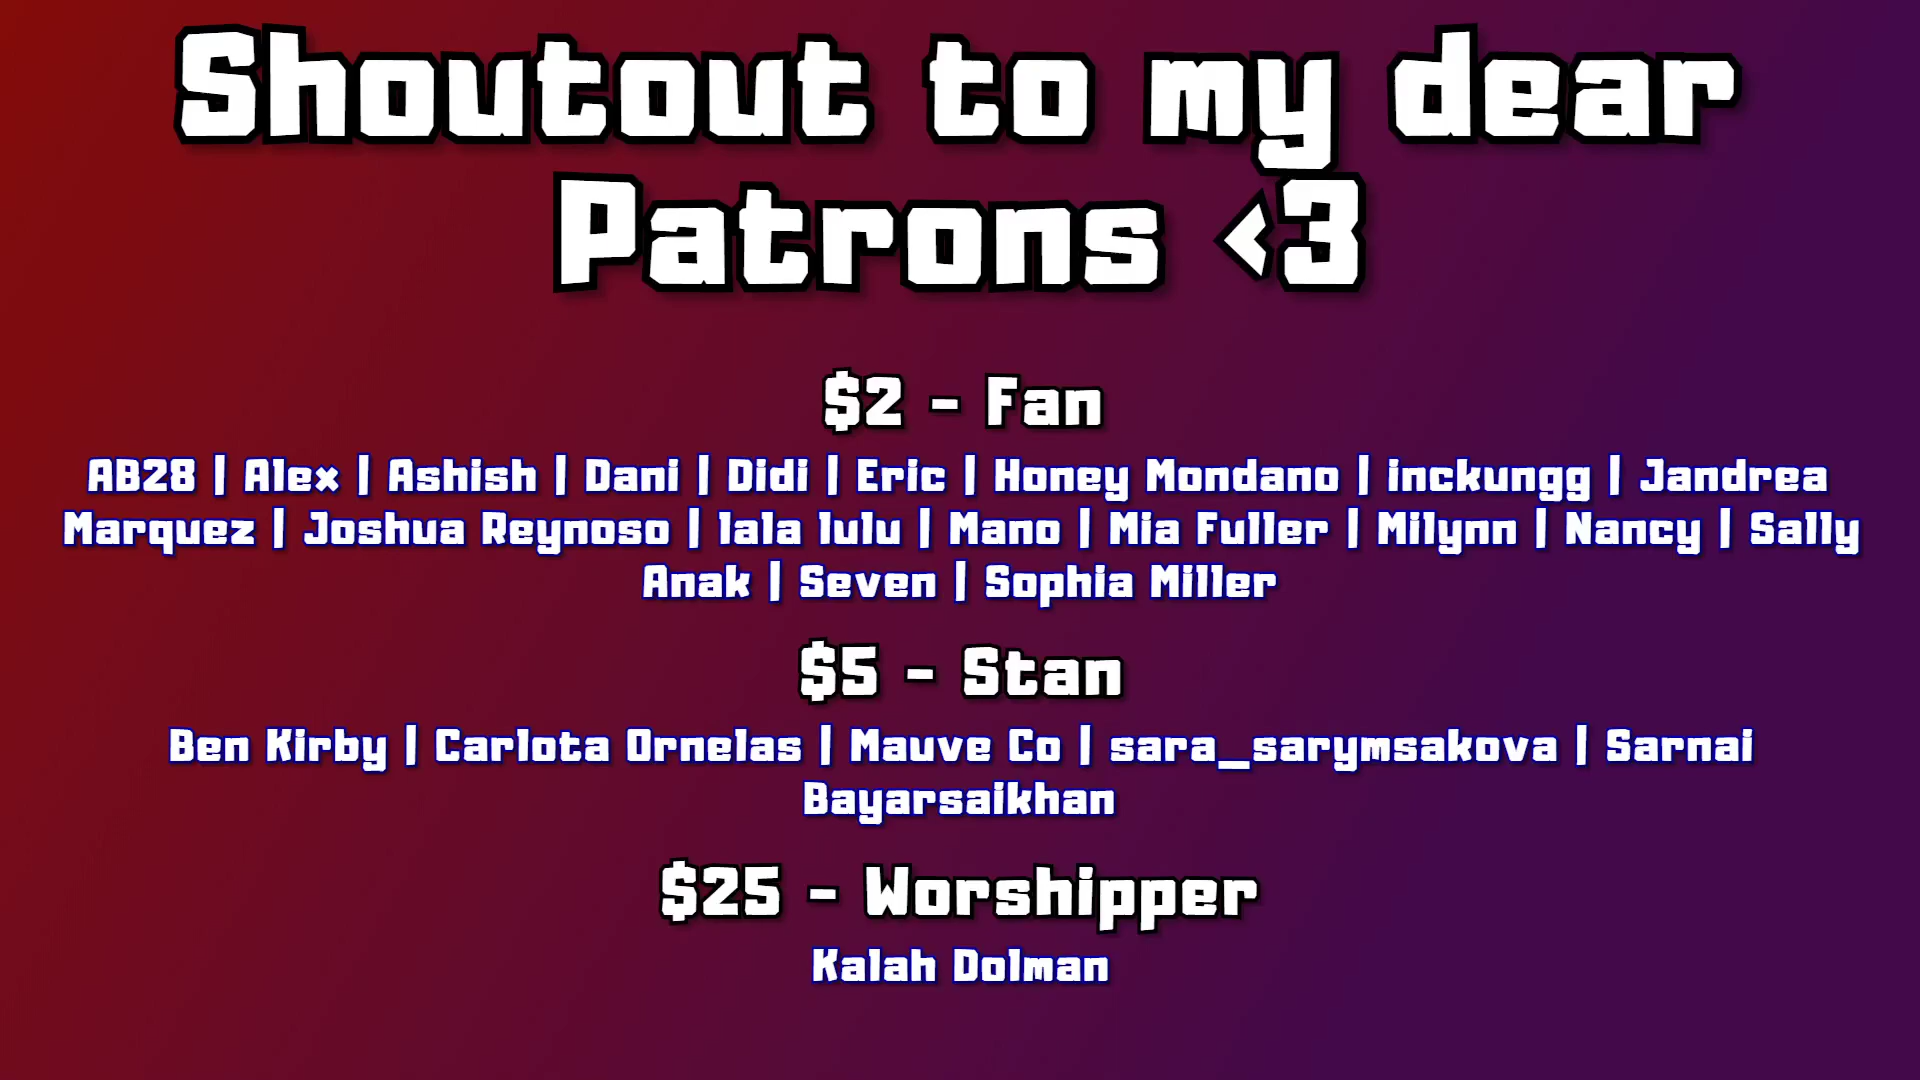 Shoutout to my dear
Patrons <3
$2 - Fan
AB28 | Alex | Ashish | Dani | Didi | Eric | Honey Mondano | inckungg | Jandrea
Marquez | Joshua Reynoso | lala lulu | Mano | Mia Fuller | Milynn | Nancy | Sally
Anak | Seven | Sophia Miller
$5 - Stan
Ben Kirby | Carlota Ornelas | Mauve Co | sara_sarymsakova | Sarnai
Bayarsaikhan
$25 - Worshipper
Kalah Dolman